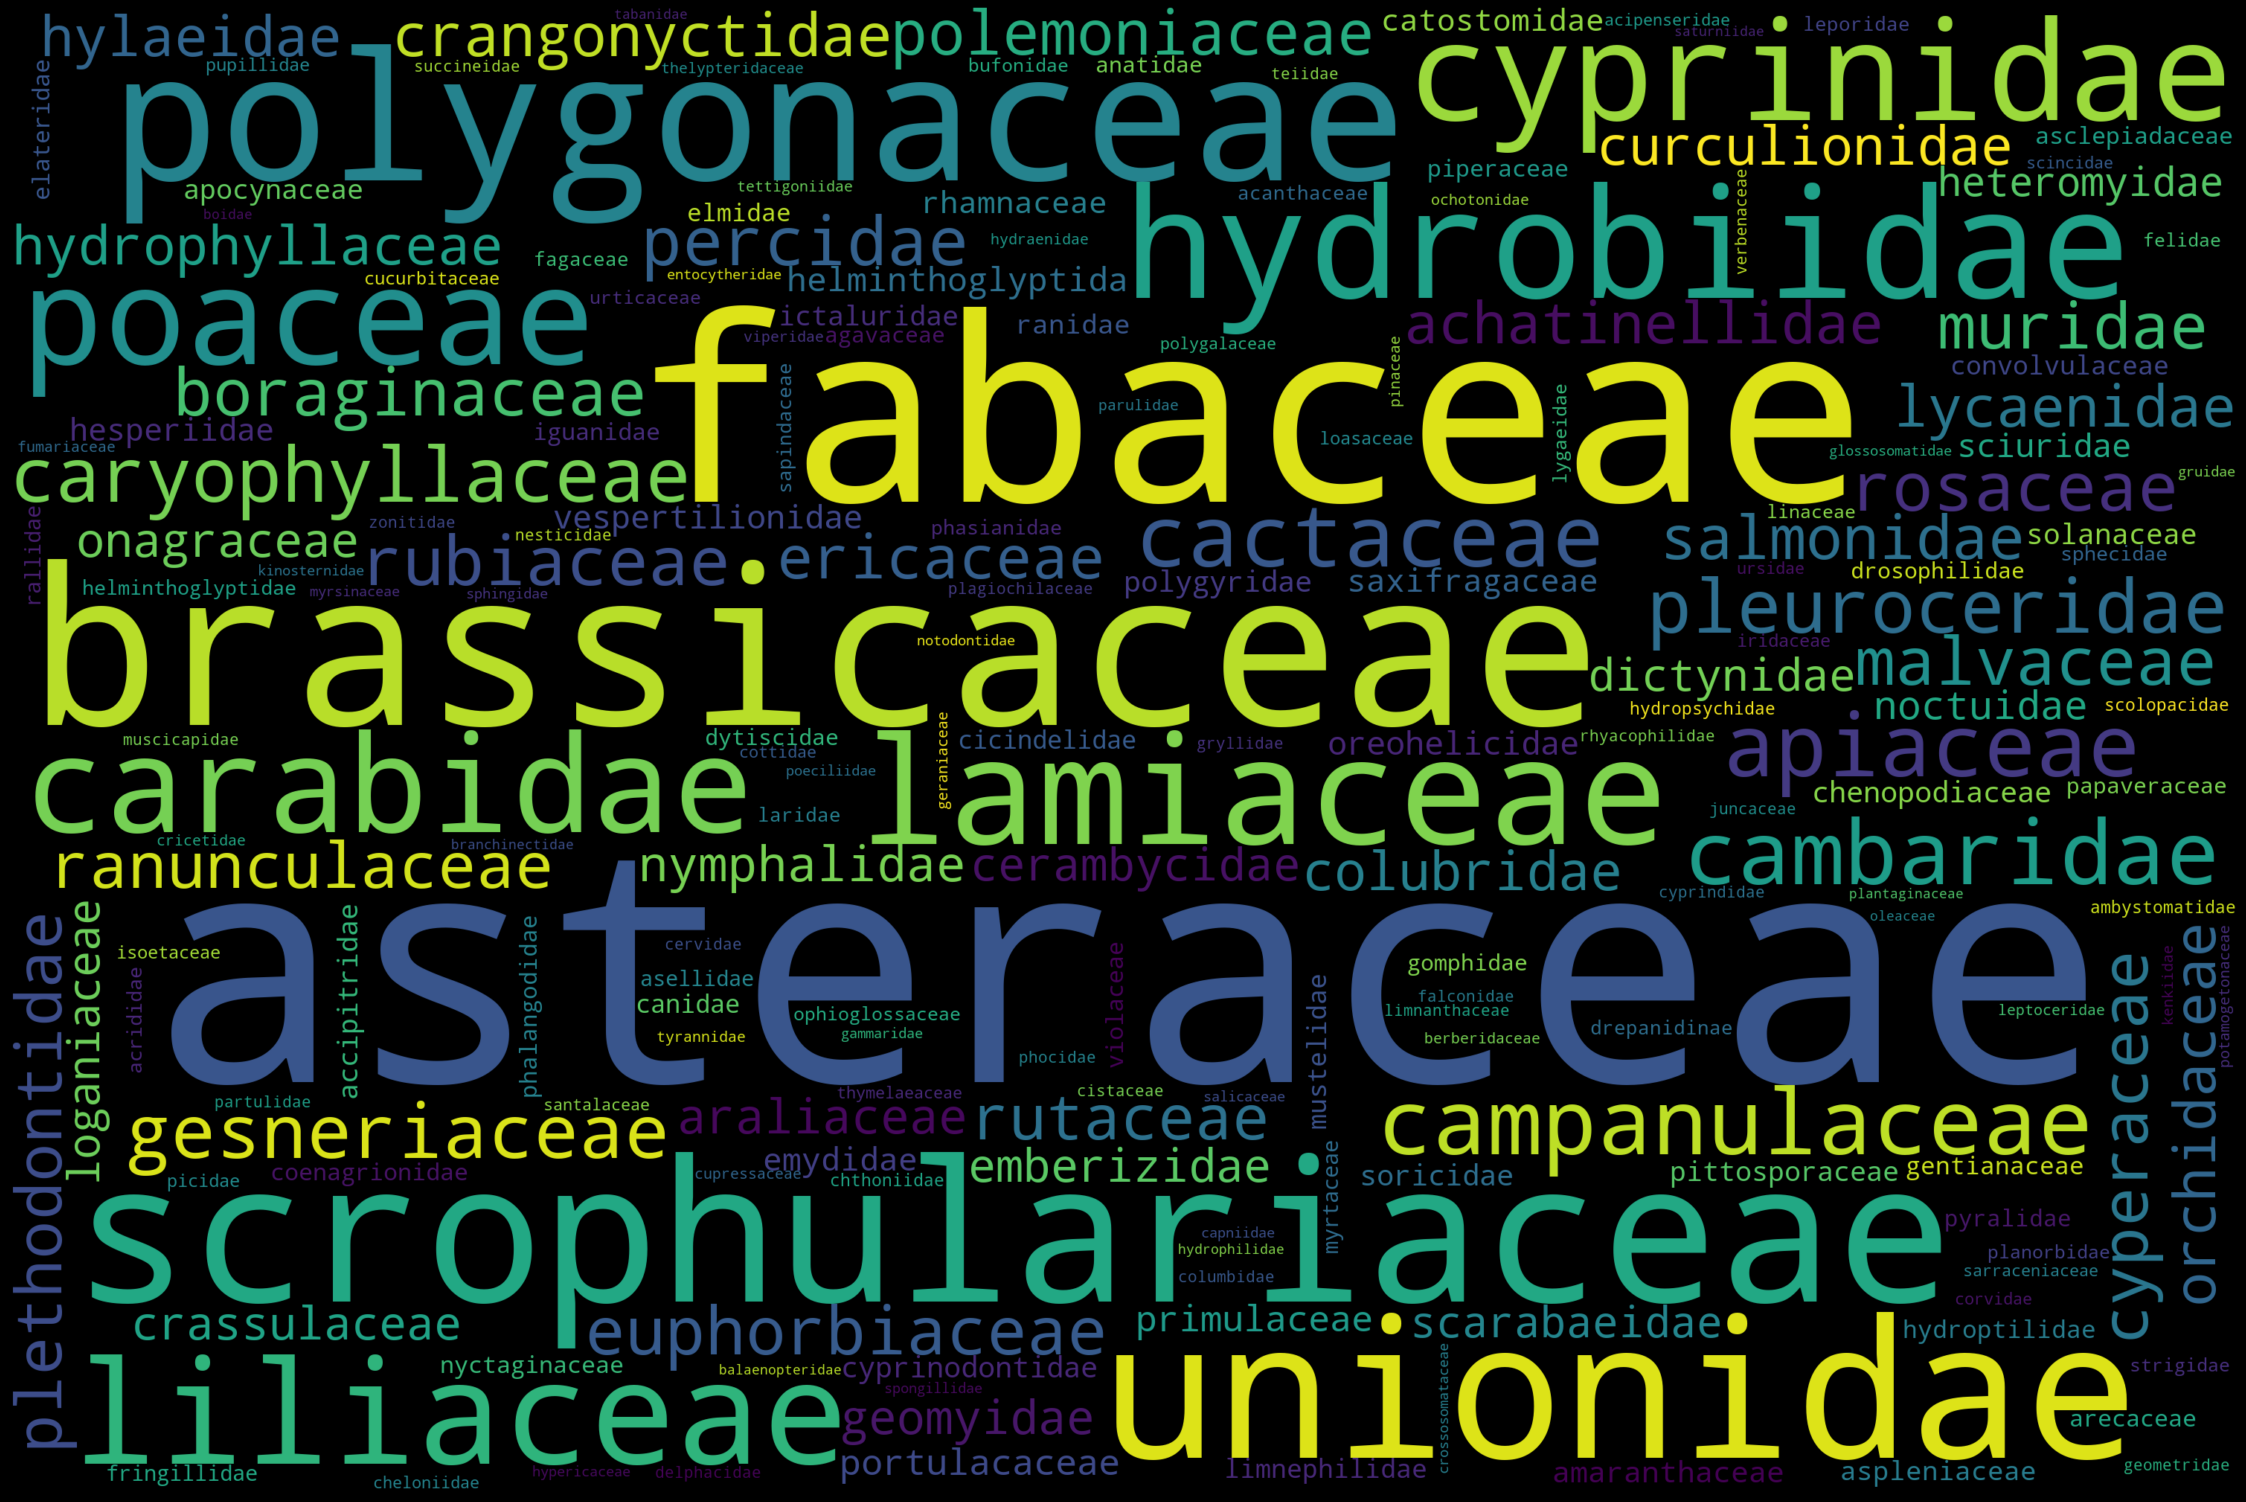 tabanidae
hylaeidae
crangonyctidae
polemoniaceae
catostomidae
acipenseridae
leporidae
saturniidae
cyprinidae
elateridae
pupillidae
succineidae
thelypteridaceae
bufonidae
anatidae
teiidae
polygonaceae
curculionidae
asclepiadaceae
scincidae
piperaceae
verbenaceae
heteromyidae
apocynaceae
tettigoniidae
acanthaceae
ochotonidae
boidae
elmidae
rhamnaceae
hydrobiidae
hydrophyllaceae
percidae
hydraenidae
felidae
fagaceae
cucurbitaceae
entocytheridae
helminthoglyptida
urticaceae
poaceae
ictaluridae
ranidae
achatinellidae
muridae
viperidae
agavaceae
polygalaceae
pinaceae
convolvulaceae
fabaceae
boraginaceae
sapindaceae
parulidae
lygaeidae
lycaenidae
hesperiidae
iguanidae
loasaceae
fumariaceae
glossosomatidae
sciuridae
gruidae
caryophyllaceae
rosaceae
rallidae
zonitidae
vespertilionidae
phasianidae
linaceae
nesticidae
onagraceae
rubiaceae
ericaceae
cactaceae
salmonidae
solanaceae
sphecidae
kinosternidae
ursidae
drosophilidae
helminthoglyptidae
myrsinaceae
sphingidae
plagiochilaceae
polygyridae
saxifragaceae
pleuroceridae
brassicaceae
notodontidae
iridaceae
dictynidae
malvaceae
hydropsychidae
noctuidae
scolopacidae
muscicapidae
dytiscidae
geraniaceae
cicindelidae
gryllidae
oreohelicidae
rhyacophilidae
apiaceae
cottidae
carabidae
poeciliidae
lamiaceae
chenopodiaceae
papaveraceae
laridae
juncaceae
cricetidae
branchinectidae
ranunculaceae
nymphalidae
cerambycidae
colubridae
cambaridae
cyprindidae
plantaginaceae
ambystomatidae
oleaceae
plethodontidae
loganiaceae
isoetaceae
acrididae
accipitridae
asteraceae
phalangodidae
cervidae
asellidae
canidae
ophioglossaceae
violaceae
gomphidae
falconidae
limnanthaceae
drepanidinae
leptoceridae
cyperaceae
kenkiidae
orchidaceae
potamogetonaceae
tyrannidae
gammaridae
phocidae
mustelidae
berberidaceae
partulidae
santalaceae
thymelaeaceae
cistaceae
salicaceae
gesneriaceae
araliaceae
rutaceae
campanulaceae
picidae
coenagrionidae
emydidae
cupressaceae
chthoniidae
emberizidae
myrtaceae
soricidae
pittosporaceae
gentianaceae
scrophulariaceae
capniidae
hydrophilidae
columbidae
pyralidae
planorbidae
sarraceniaceae
corvidae
crassulaceae
euphorbiaceae
primulaceae
scarabaeidae
hydroptilidae
liliaceae
nyctaginaceae
balaenopteridae
cyprinodontidae
spongillidae
unionidae
crossosomataceae
strigidae
geomyidae
arecaceae
fringillidae
cheloniidae
hypericaceae
delphacidae
portulacaceae
limnephilidae
amaranthaceae
aspleniaceae
geometridae